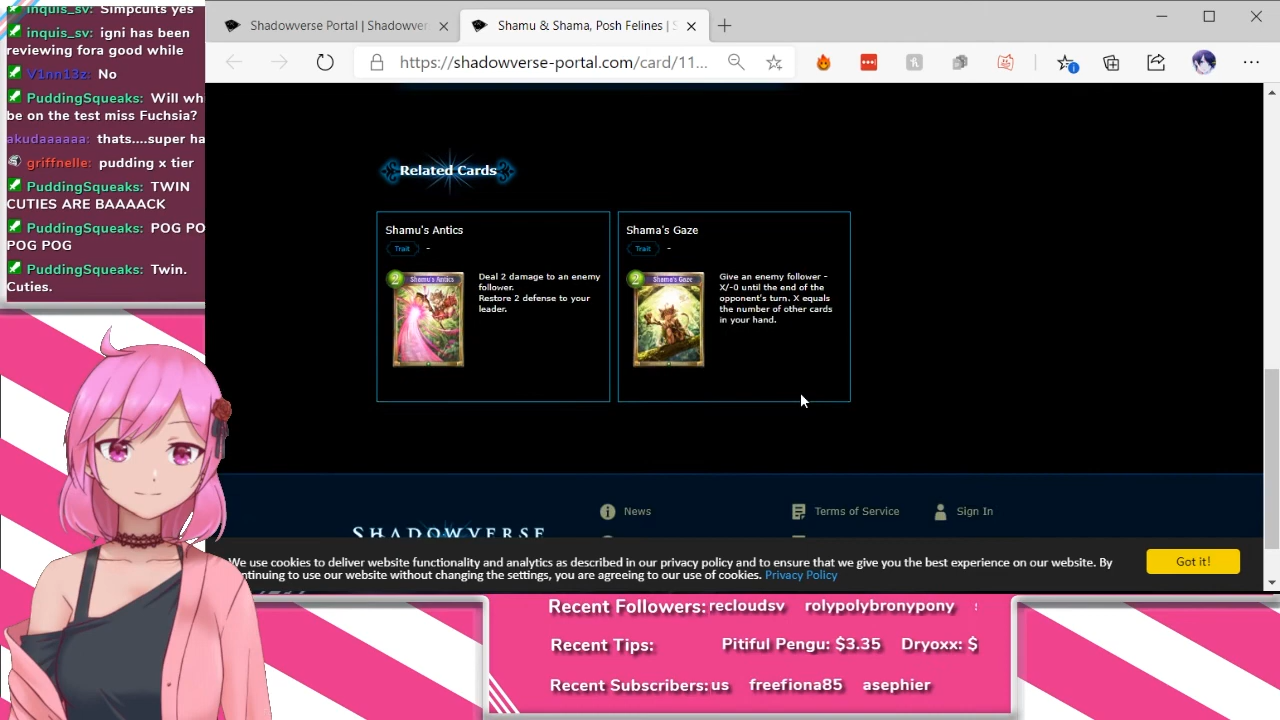 inquis_sv: Simpcuits yes
inquis_sv: igni has been
reviewing fora good while
V1nn13z: No
PuddingSqueaks: Will wh
be on the test miss Fuchsia?
akudaaaaaa: thats....super ha
griffnelle: pudding x tier
PuddingSqueaks: TWIN
CUTIES ARE BAAAACK
PuddingSqueaks: POG PO
POG POG
PuddingSqueaks: Twin.
Cuties.
Shadowverse Portal | Shadowver
Shamu & Shama, Posh Felines | S
https://shadowverse-portal.com/card/11...
Related Cards
Shamu's Antics
Trait -
2 Shamu's Antics
Deal 2 damage to an enemy
follower.
Restore 2 defense to your
leader.
Shama's Gaze
Trait -
2 Shama's Gaze
Give an enemy follower -
X/-0 until the end of the
opponent's turn. X equals
the number of other cards
in your hand.
News
Terms of Service
Sign In
SHADOWVERSE
We use cookies to deliver website functionality and analytics as described in our privacy policy and to ensure that we give you the best experience on our website. By
ntinuing to use our website without changing the settings, you are agreeing to our use of cookies. Privacy Policy
Got it!
Recent Followers: recloudsv rolypolybronypony
Recent Tips: Pitiful Pengu: $3.35 Dryoxx: $
Recent Subscribers: us freefiona85 asephier